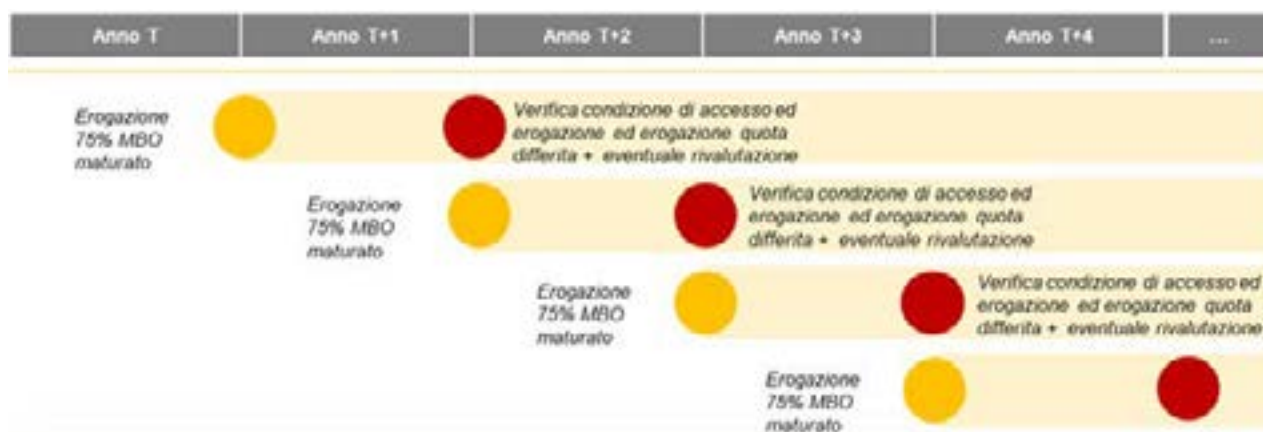 Anno T
Anno T+1
Anno T+2
Anno T+3
Anno T+4
...
Erogazione
75% MBO
maturato
Verifica condizione di accesso ed
erogazione ed erogazione quota
differita + eventuale rivalutazione
Erogazione
75% MBO
maturato
Verifica condizione di accesso ed
erogazione ed erogazione quota
differita + eventuale rivalutazione
Erogazione
75% MBO
maturato
Verifica condizione di accesso ed
erogazione ed erogazione quota
differita + eventuale rivalutazione
Erogazione
75% MBO
maturato